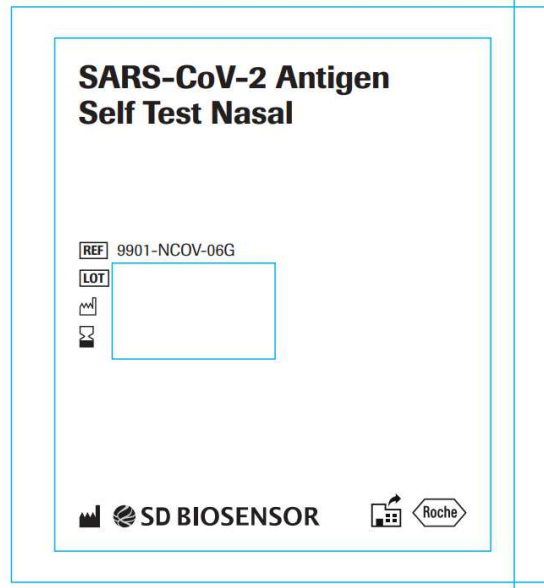 SARS-CoV-2 Antigen
Self Test Nasal
REF 9901-NCOV-06G
LOT
SD BIOSENSOR
Roche